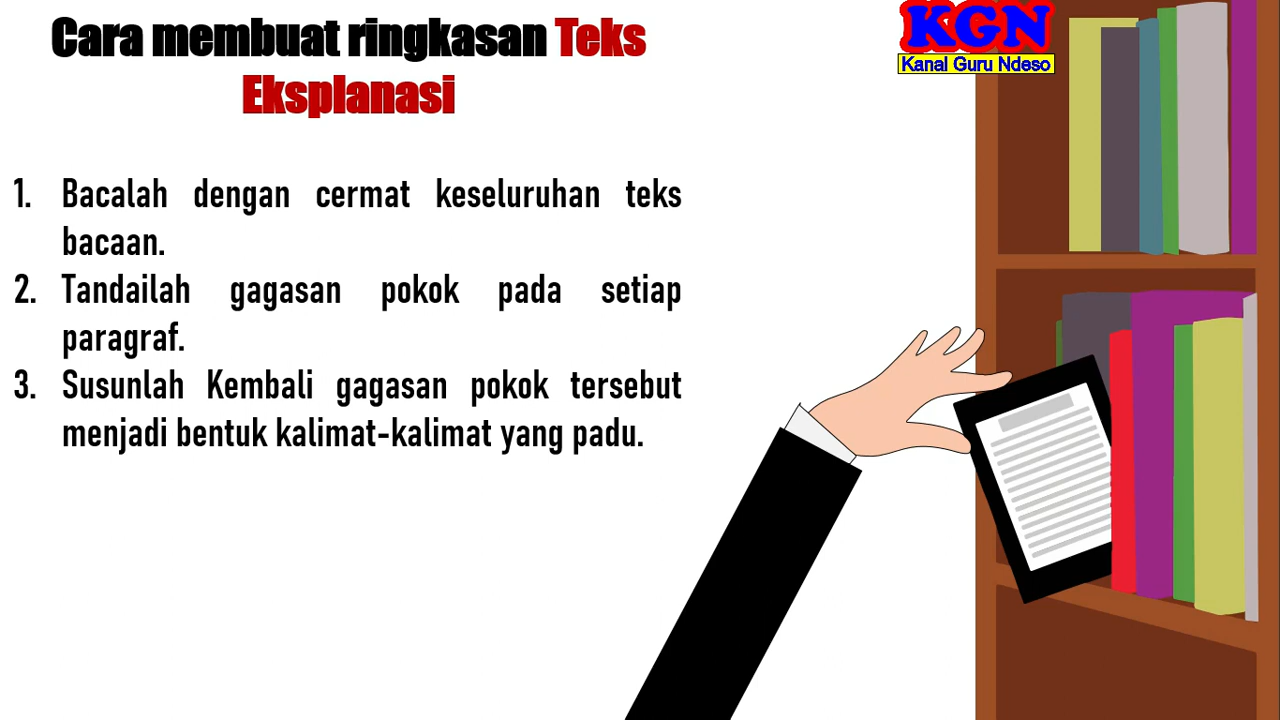 Cara membuat ringkasan Teks
Eksplanasi
KGN
Kanal Guru Ndeso
1. Bacalah dengan cermat keseluruhan teks
bacaan.
2. Tandailah gagasan pokok pada setiap
paragraf.
3. Susunlah Kembali gagasan pokok tersebut
menjadi bentuk kalimat-kalimat yang padu.